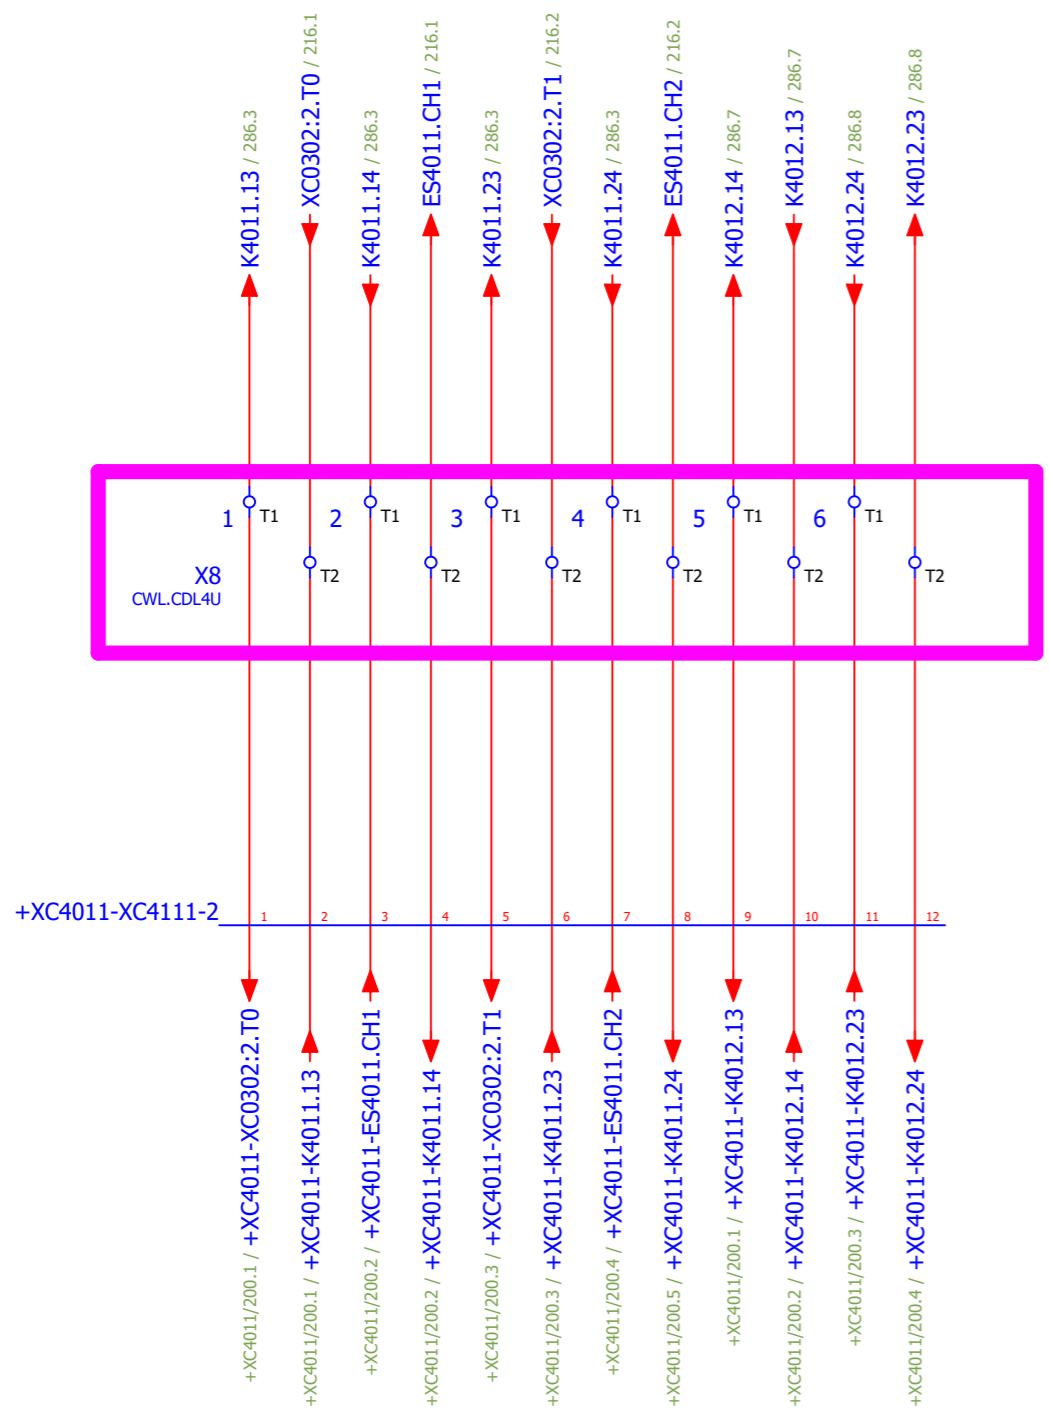 K4011.13 / 286.3
XC0302:2.T0 / 216.1
K4011.14 / 286.3
ES4011.CH1 / 216.1
K4011.23 / 286.3
XC0302:2.T1 / 216.2
K4011.24 / 286.3
ES4011.CH2 / 216.2
K4012.14 / 286.7
K4012.13 / 286.7
K4012.24 / 286.8
K4012.23 / 286.8
1 T1 2 T1 3 T1 4 T1 5 T1 6 T1
X8 T2 T2 T2 T2 T2 T2
CWL.CDL4U
+XC4011-XC4111-2 1 2 3 4 5 6 7 8 9 10 11 12
+XC4011/200.1 / +XC4011-XC0302:2.T0
+XC4011/200.1 / +XC4011-K4011.13
+XC4011/200.2 / +XC4011-ES4011.CH1
+XC4011/200.2 / +XC4011-K4011.14
+XC4011/200.3 / +XC4011-XC0302:2.T1
+XC4011/200.3 / +XC4011-K4011.23
+XC4011/200.4 / +XC4011-ES4011.CH2
+XC4011/200.5 / +XC4011-K4011.24
+XC4011/200.1 / +XC4011-K4012.13
+XC4011/200.2 / +XC4011-K4012.14
+XC4011/200.3 / +XC4011-K4012.23
+XC4011/200.4 / +XC4011-K4012.24